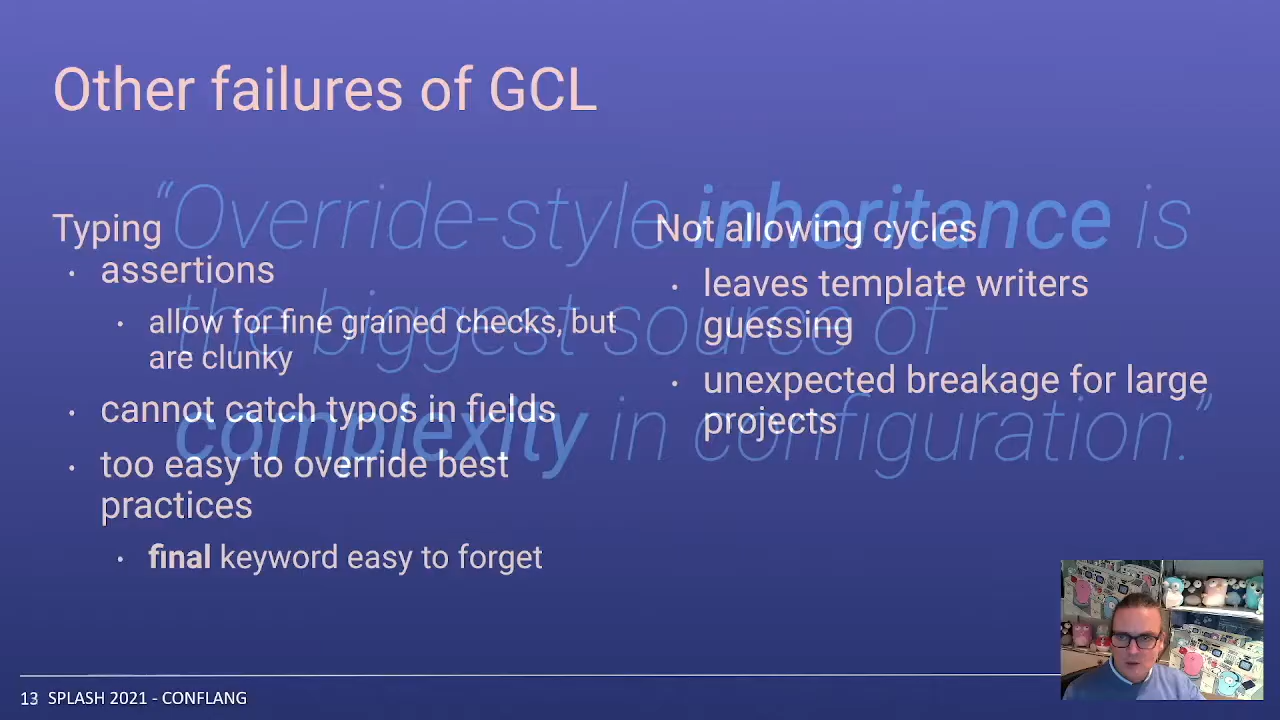 Other failures of GCL
“Override-style inheritance is
the biggest source of
complexity in configuration.”
Typing
· assertions
· allow for fine grained checks, but
are clunky
· cannot catch typos in fields
· too easy to override best
practices
· final keyword easy to forget
Not allowing cycles
· leaves template writers
guessing
· unexpected breakage for large
projects
13 SPLASH 2021 - CONFLANG